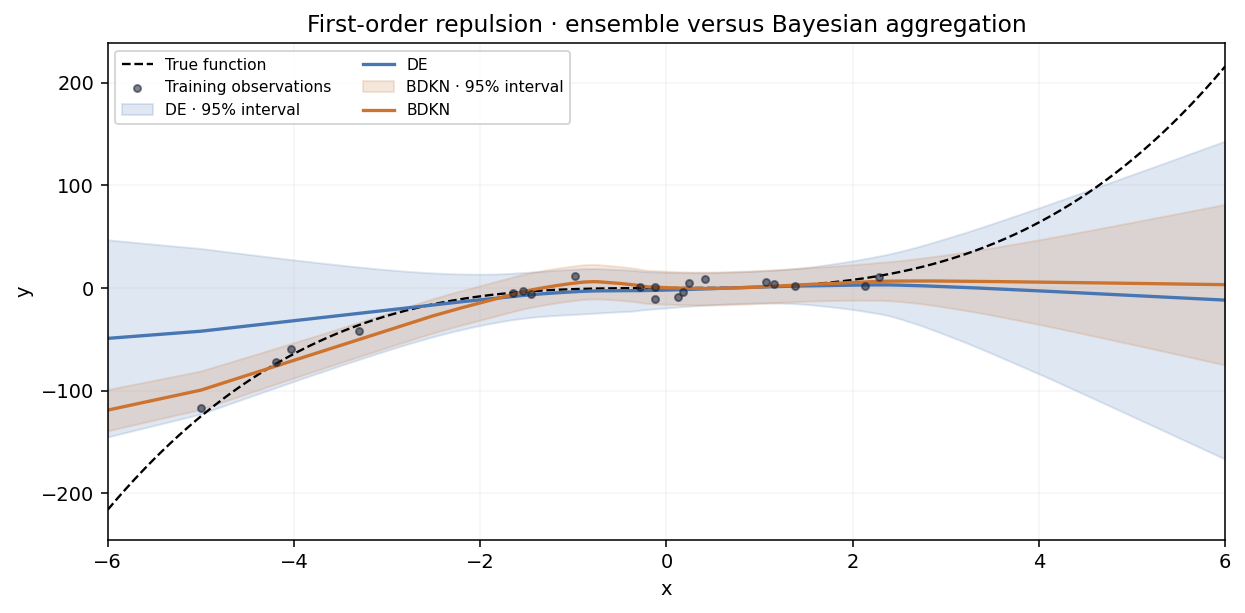 First-order repulsion · ensemble versus Bayesian aggregation
True function
Training observations
DE · 95% interval
DE
BDKN · 95% interval
BDKN
y
200
100
0
−100
−200
−6
−4
−2
0
2
4
6
x